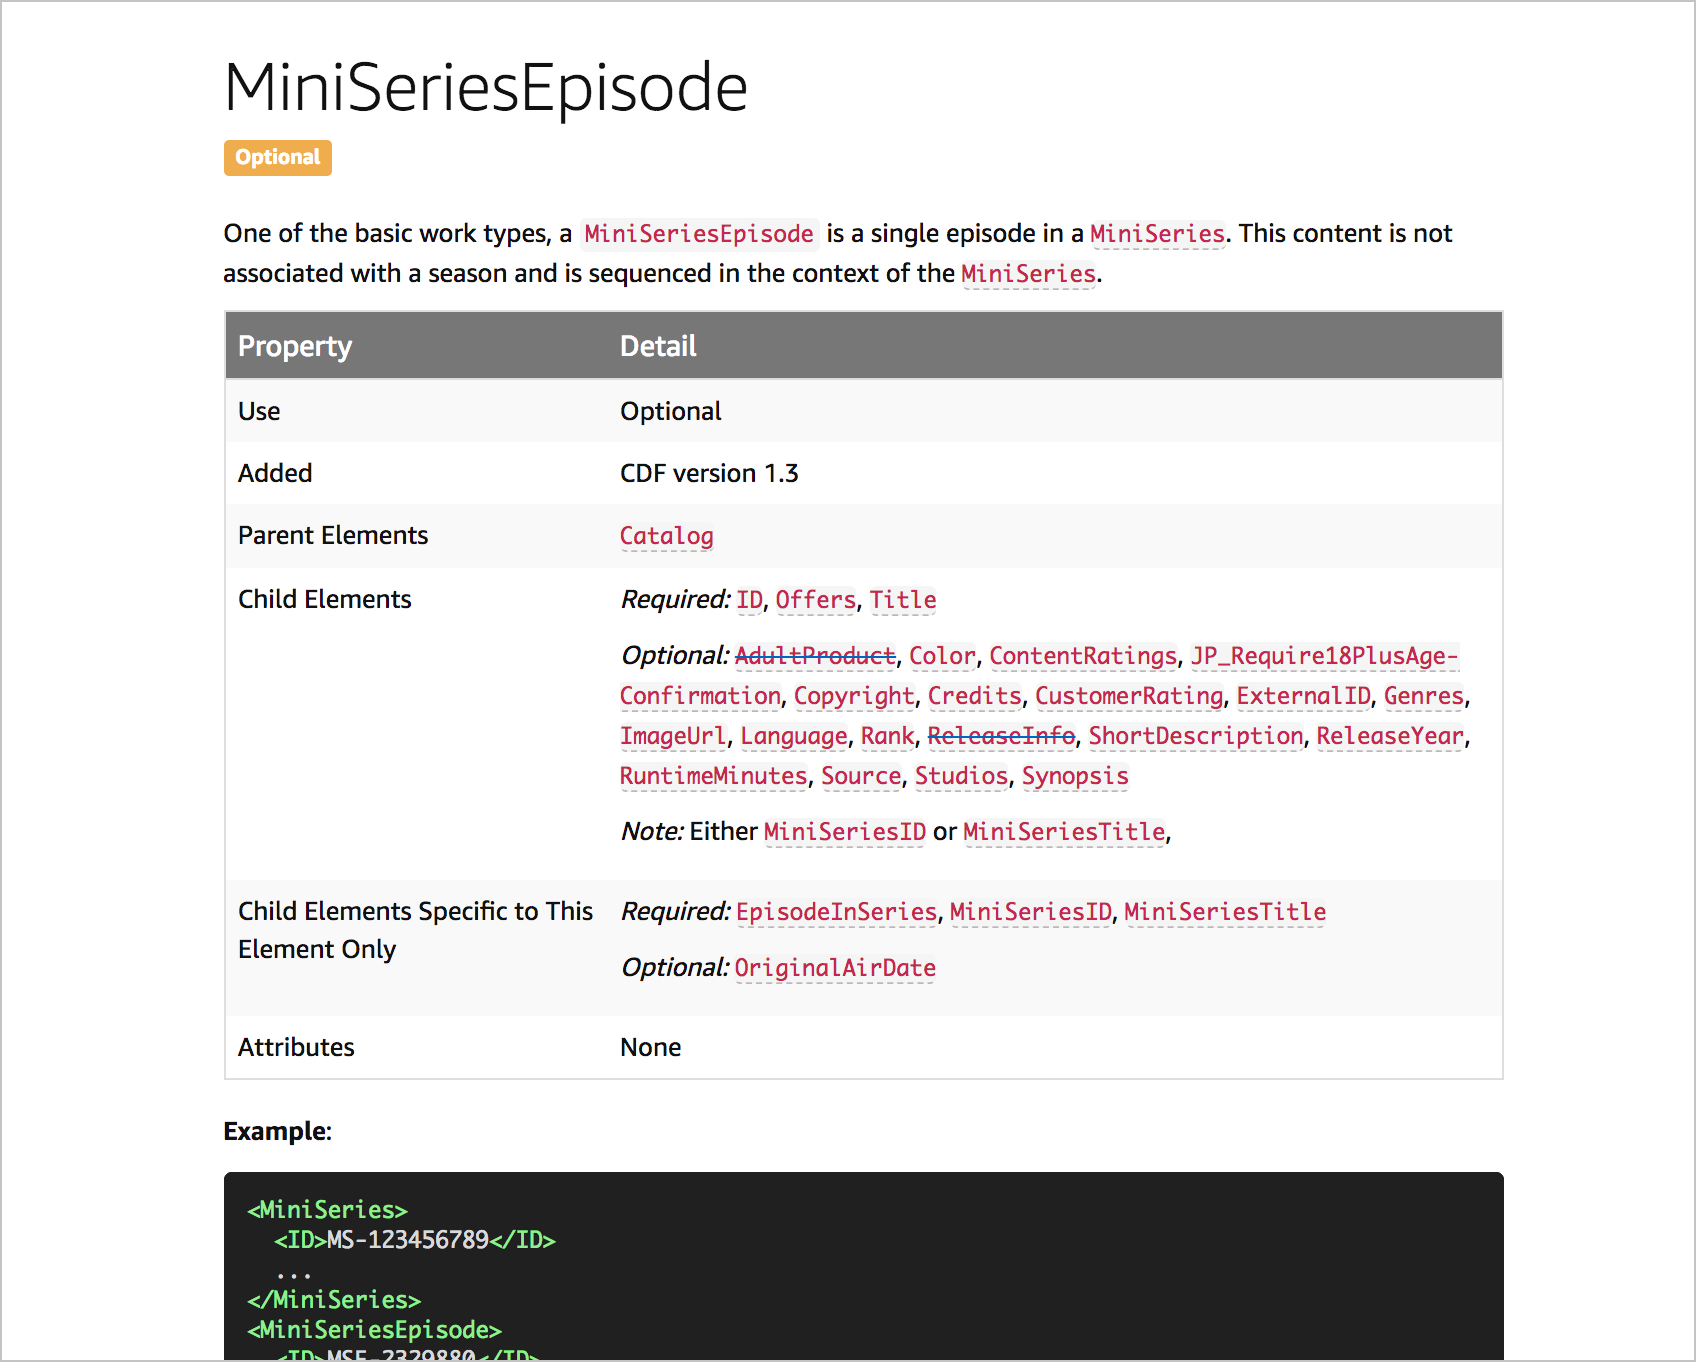 MiniSeriesEpisode
Optional
One of the basic work types, a MiniSeriesEpisode is a single episode in a MiniSeries. This content is not
associated with a season and is sequenced in the context of the MiniSeries.
Property Detail
Use Optional
Added CDF version 1.3
Parent Elements Catalog
Child Elements Required: ID, Offers, Title
Optional: AdultProduct, Color, ContentRatings, JP_Require18PlusAge-
Confirmation, Copyright, Credits, CustomerRating, ExternalID, Genres,
ImageUrl, Language, Rank, ReleaseInfo, ShortDescription, ReleaseYear,
RuntimeMinutes, Source, Studios, Synopsis
Note: Either MiniSeriesID or MiniSeriesTitle,
Child Elements Specific to This Required: EpisodeInSeries, MiniSeriesID, MiniSeriesTitle
Element Only
Optional: OriginalAirDate
Attributes None
Example:
<MiniSeries>
<ID>MS-123456789</ID>
...
</MiniSeries>
<MiniSeriesEpisode>
<ID>MSE-2329880</ID>